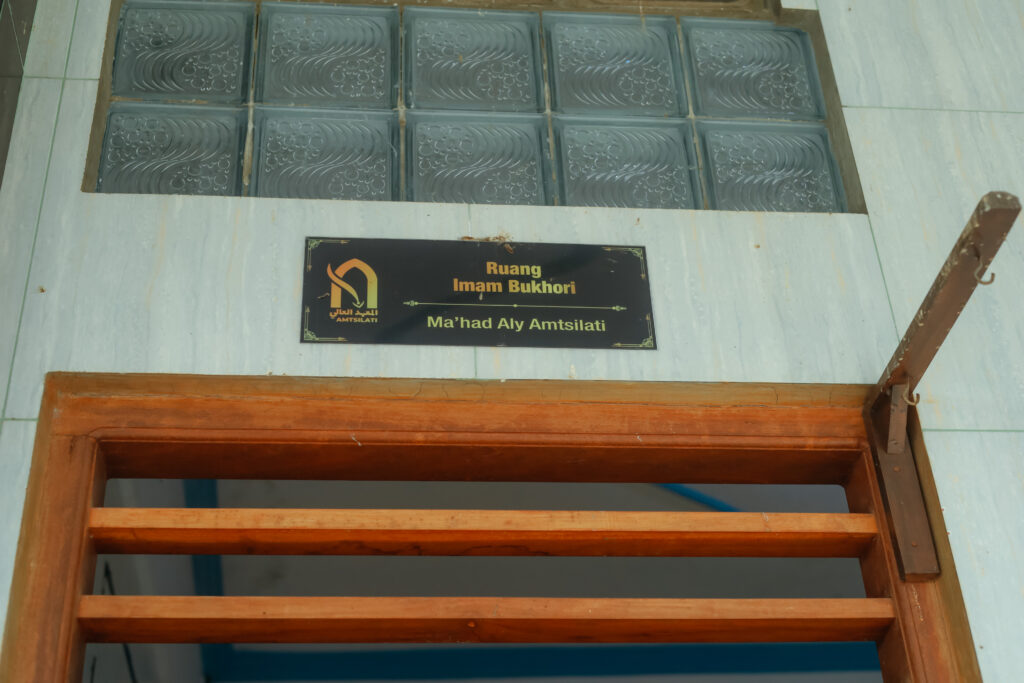 Ruang
Imam Bukhori
المعهد العالي
AMTSILATI
Ma'had Aly Amtsilati